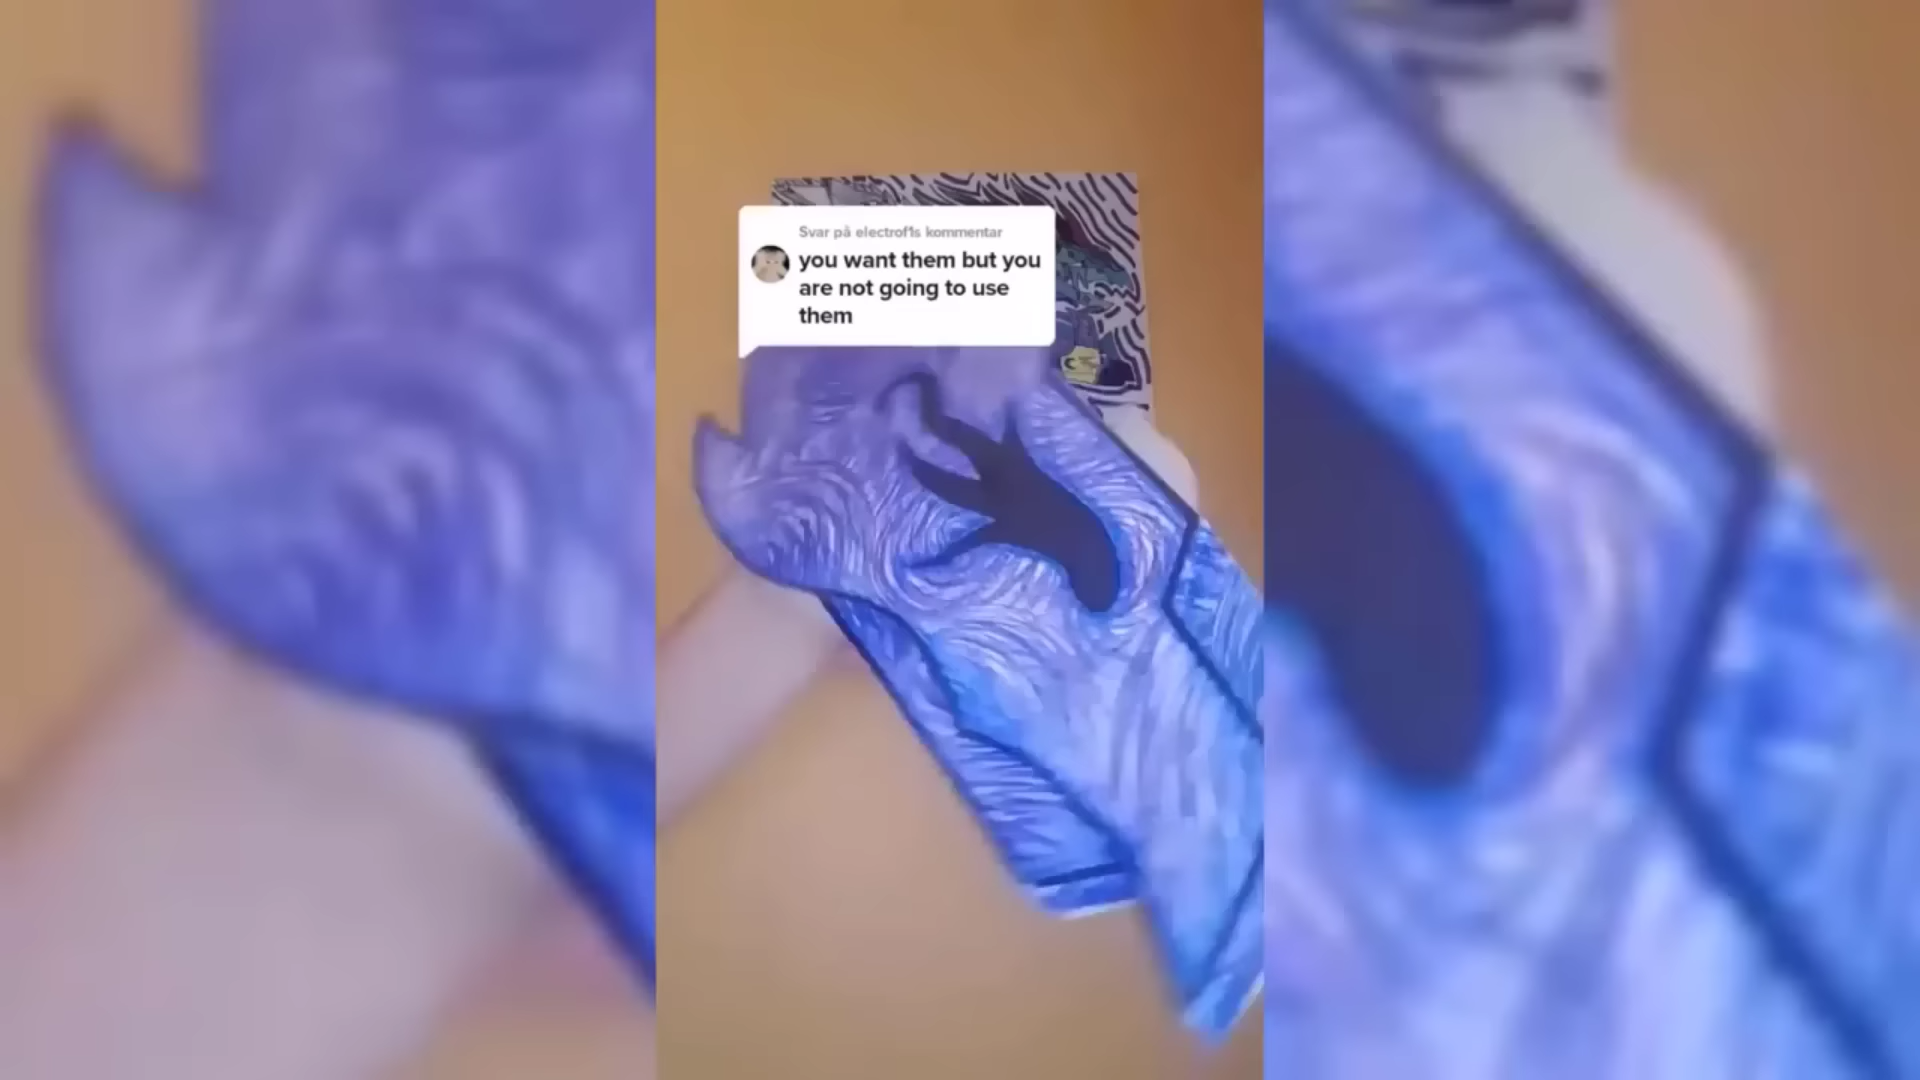 Svar på electrof1s kommentar
you want them but you
are not going to use
them